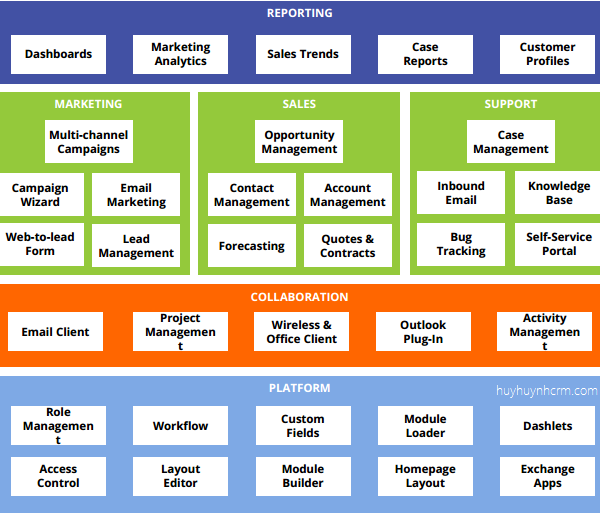 REPORTING
Dashboards
Marketing
Analytics
Sales Trends
Case
Reports
Customer
Profiles
MARKETING
Multi-channel
Campaigns
Campaign
Wizard
Email
Marketing
Web-to-lead
Form
Lead
Management
SALES
Opportunity
Management
Contact
Management
Account
Management
Forecasting
Quotes &
Contracts
SUPPORT
Case
Management
Inbound
Email
Knowledge
Base
Bug
Tracking
Self-Service
Portal
COLLABORATION
Email Client
Project
Managemen
t
Wireless &
Office Client
Outlook
Plug-In
Activity
Managemen
t
PLATFORM
huyhuynhcrm.com
Role
Managemen
t
Workflow
Custom
Fields
Module
Loader
Dashlets
Access
Control
Layout
Editor
Module
Builder
Homepage
Layout
Exchange
Apps